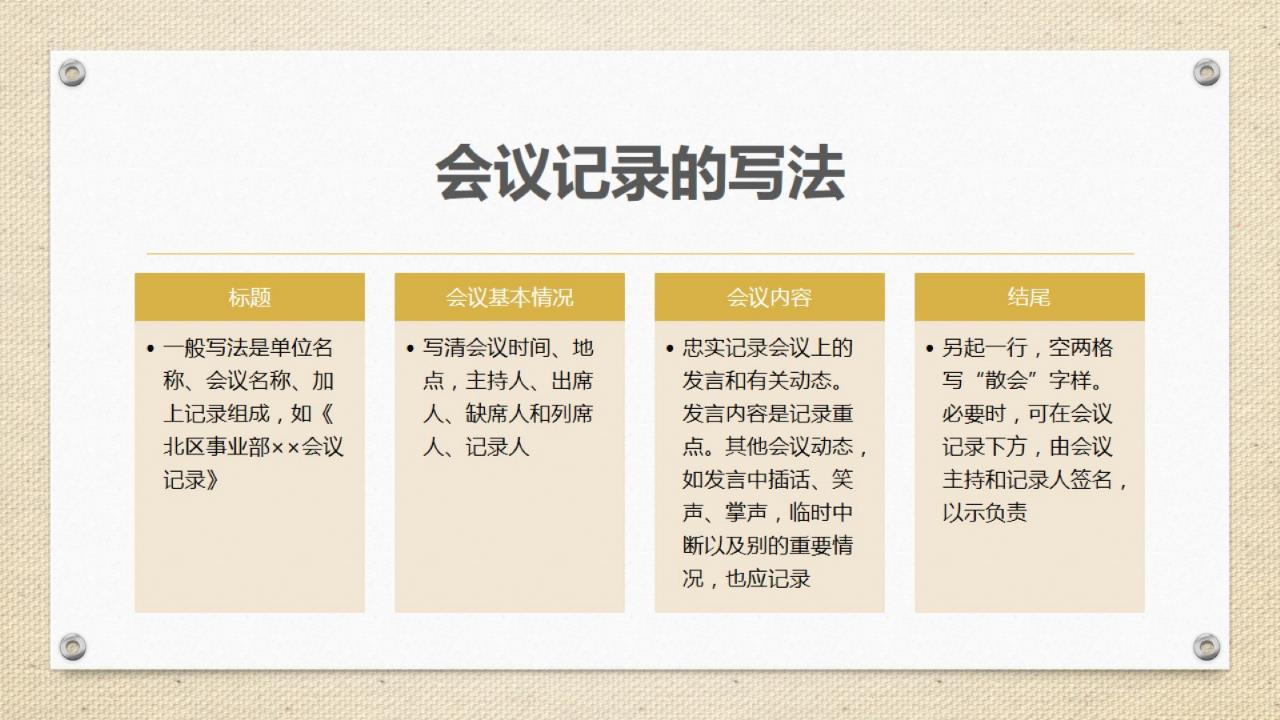 会议记录的写法
标题
• 一般写法是单位名
称、会议名称、加
上记录组成，如《
北区事业部××会议
记录》
会议基本情况
• 写清会议时间、地
点，主持人、出席
人、缺席人和列席
人、记录人
会议内容
• 忠实记录会议上的
发言和有关动态。
发言内容是记录重
点。其他会议动态，
如发言中插话、笑
声、掌声，临时中
断以及别的重要情
况，也应记录
结尾
• 另起一行，空两格
写“散会”字样。
必要时，可在会议
记录下方，由会议
主持和记录人签名，
以示负责